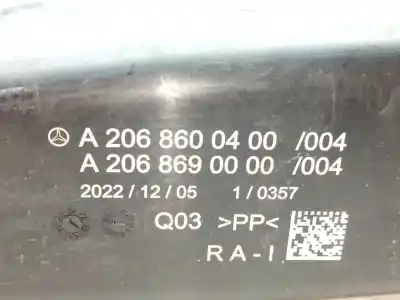 A 206 860 04 00 /004
A 206 869 00 00 /004
2022/12/05 1/0357
Q03 >PP<
RA-I